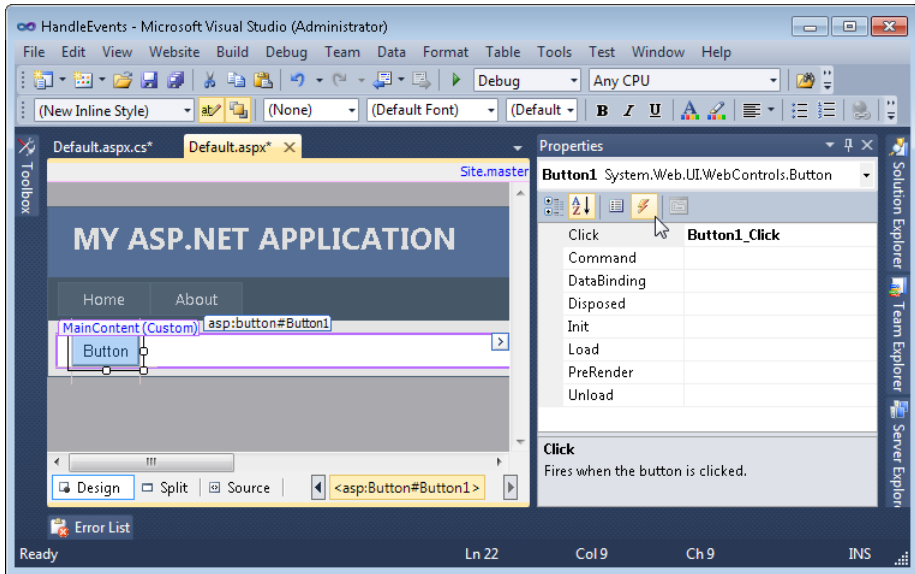 HandleEvents - Microsoft Visual Studio (Administrator)
File Edit View Website Build Debug Team Data Format Table Tools Test Window Help
Debug Any CPU
(New Inline Style) ab (None) (Default Font) (Default B I U A
Default.aspx.cs* Default.aspx* Properties
Toolbox
Site.master
Button1 System.Web.UI.WebControls.Button
Solution Explorer
Team Explorer
Server Explor
MY ASP.NET APPLICATION
Home About
MainContent (Custom) asp:button#Button1
Button
Click Button1_Click
Command
DataBinding
Disposed
Init
Load
PreRender
Unload
Click
Fires when the button is clicked.
Design Split Source <asp:Button#Button1>
Error List
Ready Ln 22 Col 9 Ch 9 INS